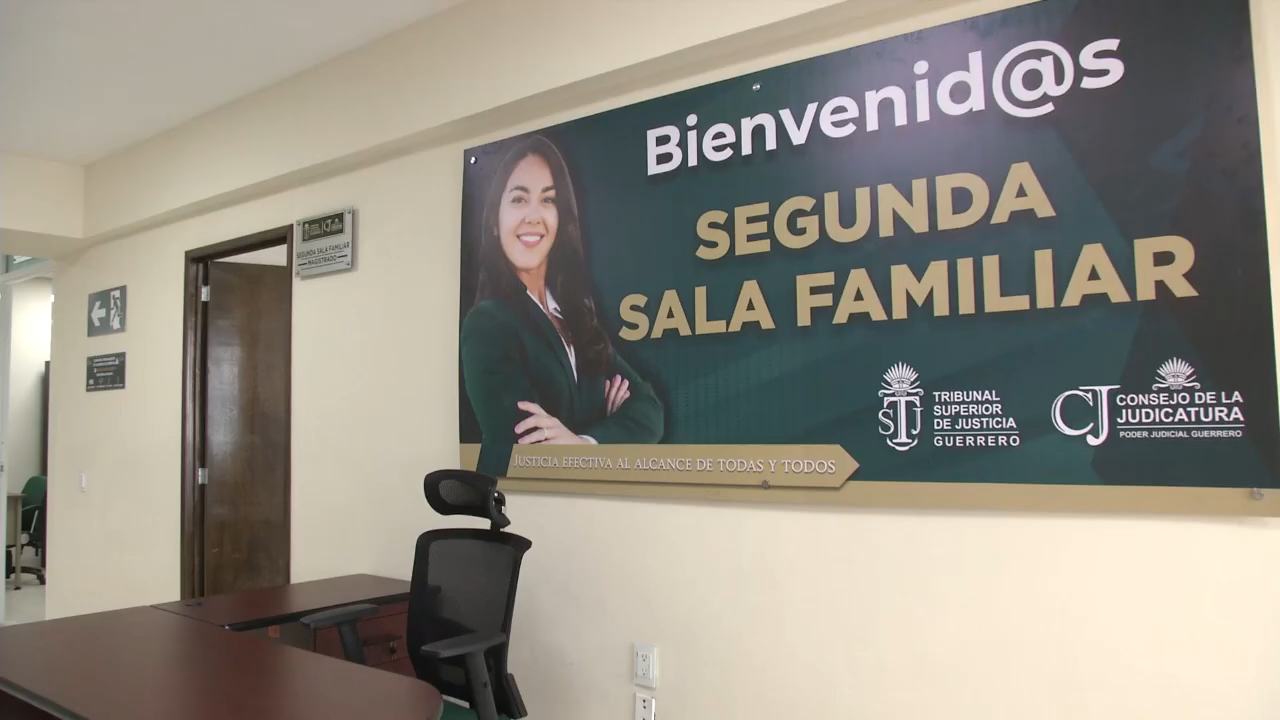 Bienvenid@s
SEGUNDA
SALA FAMILIAR
STJ
TRIBUNAL
SUPERIOR
DE JUSTICIA
GUERRERO
CJ
CONSEJO DE LA
JUDICATURA
PODER JUDICIAL GUERRERO
JUSTICIA EFECTIVA AL ALCANCE DE TODAS Y TODOS
CJ
SEGUNDA SALA FAMILIAR
MAGISTRADO